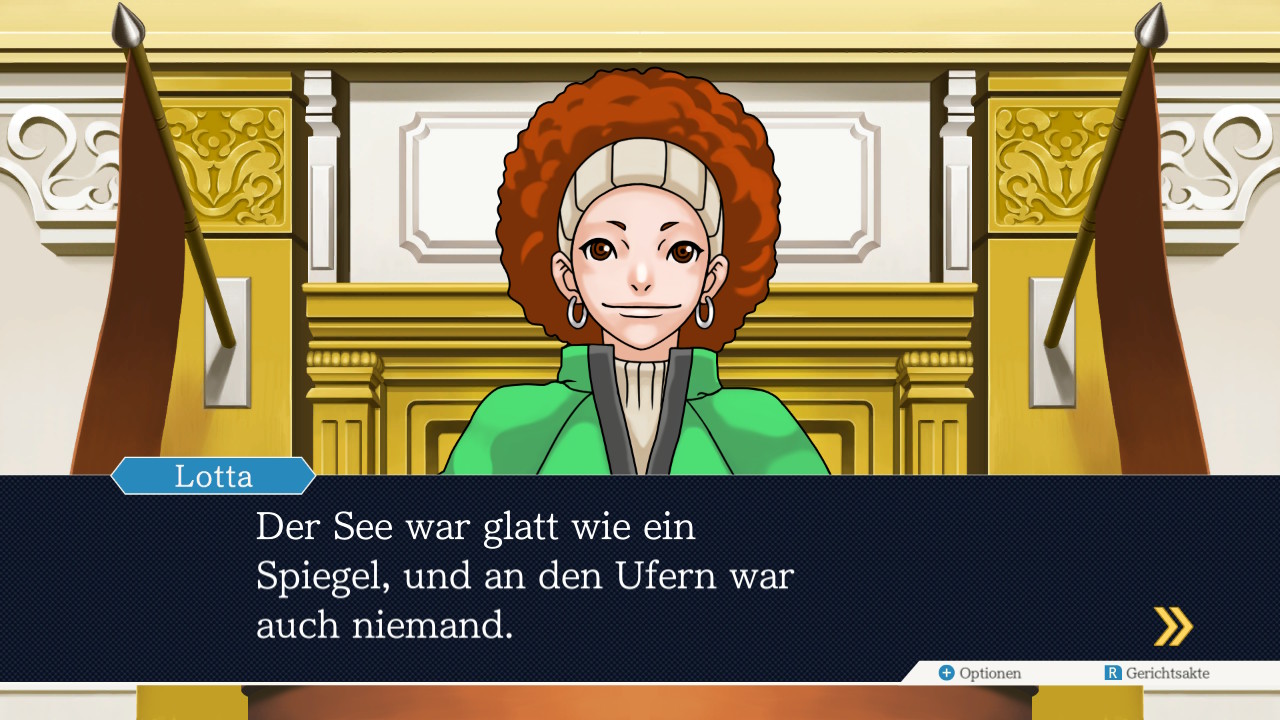 Lotta
Der See war glatt wie ein
Spiegel, und an den Ufern war
auch niemand.
+ Optionen
R Gerichtsakte